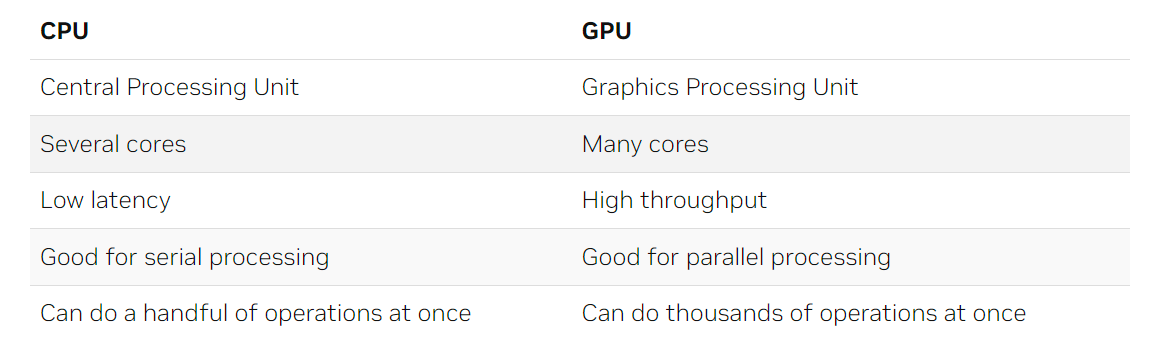 CPU GPU
Central Processing Unit Graphics Processing Unit
Several cores Many cores
Low latency High throughput
Good for serial processing Good for parallel processing
Can do a handful of operations at once Can do thousands of operations at once